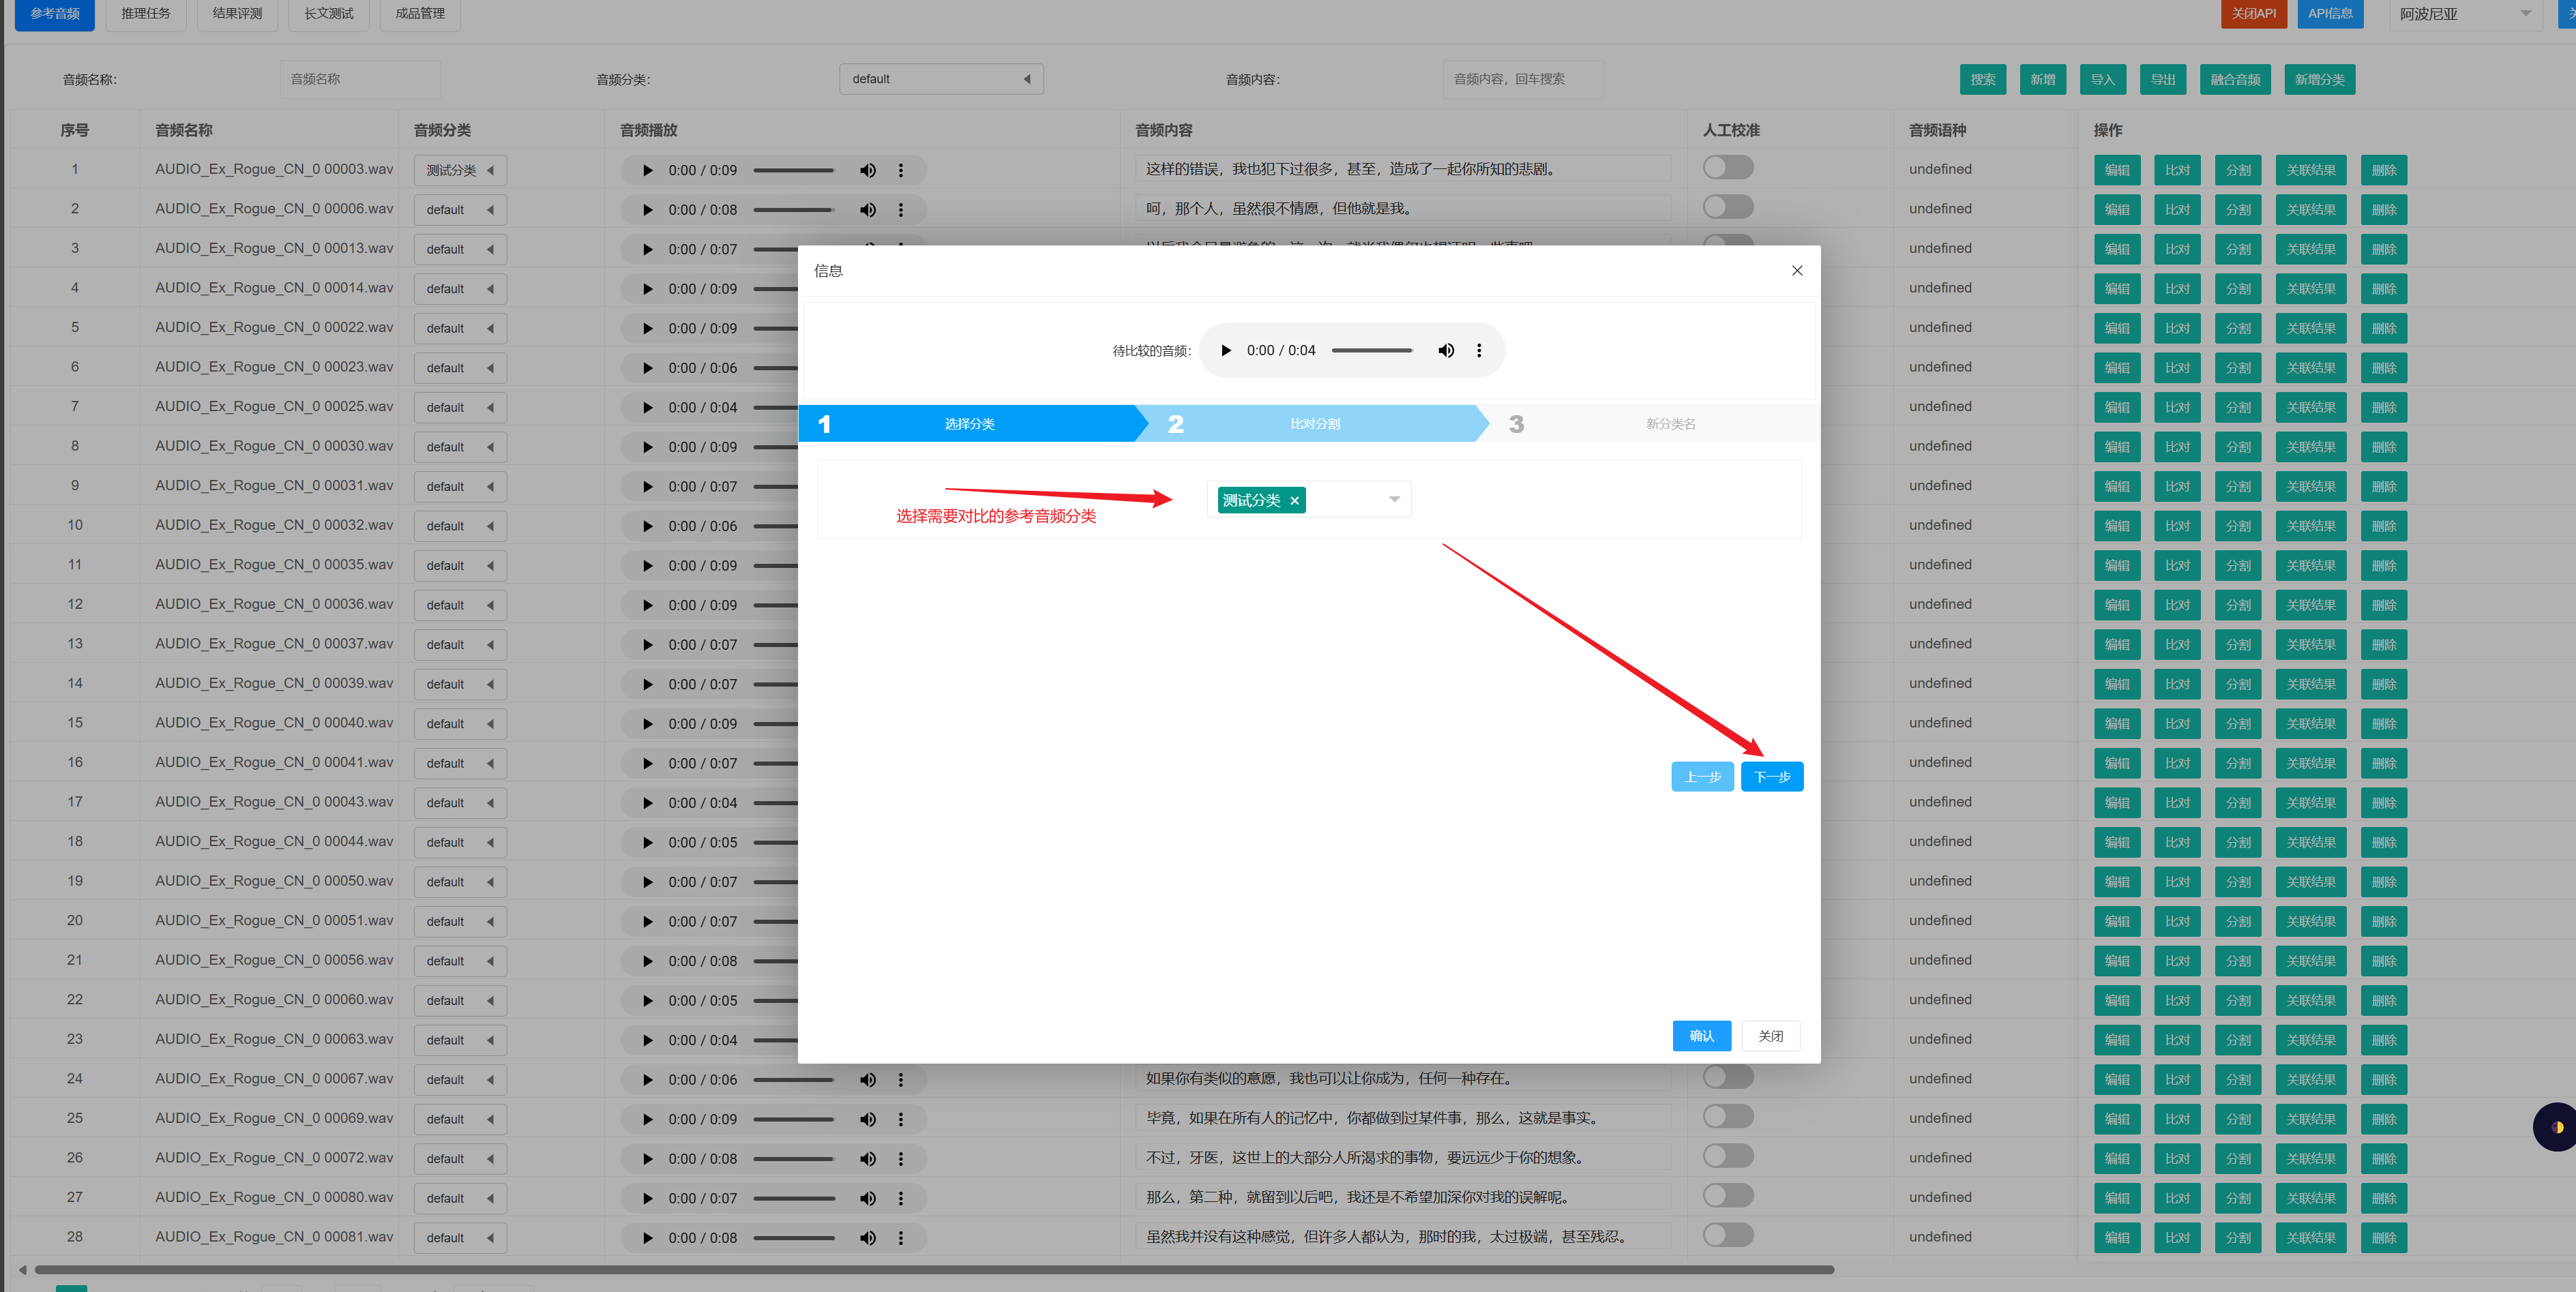 参考音频 推理任务 结果评测 长文测试 成品管理 关闭API API信息 阿波尼亚
音频名称: 音频名称 音频分类: default 音频内容: 音频内容，回车搜索 搜索 新增 导入 导出 融合音频 新增分类
序号 音频名称 音频分类 音频播放 音频内容 人工校准 音频语种 操作
1 AUDIO_Ex_Rogue_CN_0 00003.wav 测试分类 0:00 / 0:09 这样的错误，我也犯下过很多，甚至，造成了一起你所知的悲剧。 undefined 编辑 比对 分割 关联结果 删除
2 AUDIO_Ex_Rogue_CN_0 00006.wav default 0:00 / 0:08 呵，那个人，虽然很不情愿，但他就是我。 undefined 编辑 比对 分割 关联结果 删除
3 AUDIO_Ex_Rogue_CN_0 00013.wav default 0:00 / 0:07 undefined 编辑 比对 分割 关联结果 删除
4 AUDIO_Ex_Rogue_CN_0 00014.wav default 0:00 / 0:09 undefined 编辑 比对 分割 关联结果 删除
5 AUDIO_Ex_Rogue_CN_0 00022.wav default 0:00 / 0:09 undefined 编辑 比对 分割 关联结果 删除
6 AUDIO_Ex_Rogue_CN_0 00023.wav default 0:00 / 0:06 undefined 编辑 比对 分割 关联结果 删除
7 AUDIO_Ex_Rogue_CN_0 00025.wav default 0:00 / 0:04 undefined 编辑 比对 分割 关联结果 删除
8 AUDIO_Ex_Rogue_CN_0 00030.wav default 0:00 / 0:09 undefined 编辑 比对 分割 关联结果 删除
9 AUDIO_Ex_Rogue_CN_0 00031.wav default 0:00 / 0:07 undefined 编辑 比对 分割 关联结果 删除
10 AUDIO_Ex_Rogue_CN_0 00032.wav default 0:00 / 0:06 undefined 编辑 比对 分割 关联结果 删除
11 AUDIO_Ex_Rogue_CN_0 00035.wav default 0:00 / 0:09 undefined 编辑 比对 分割 关联结果 删除
12 AUDIO_Ex_Rogue_CN_0 00036.wav default 0:00 / 0:09 undefined 编辑 比对 分割 关联结果 删除
13 AUDIO_Ex_Rogue_CN_0 00037.wav default 0:00 / 0:07 undefined 编辑 比对 分割 关联结果 删除
14 AUDIO_Ex_Rogue_CN_0 00039.wav default 0:00 / 0:07 undefined 编辑 比对 分割 关联结果 删除
15 AUDIO_Ex_Rogue_CN_0 00040.wav default 0:00 / 0:09 undefined 编辑 比对 分割 关联结果 删除
16 AUDIO_Ex_Rogue_CN_0 00041.wav default 0:00 / 0:07 undefined 编辑 比对 分割 关联结果 删除
17 AUDIO_Ex_Rogue_CN_0 00043.wav default 0:00 / 0:04 undefined 编辑 比对 分割 关联结果 删除
18 AUDIO_Ex_Rogue_CN_0 00044.wav default 0:00 / 0:05 undefined 编辑 比对 分割 关联结果 删除
19 AUDIO_Ex_Rogue_CN_0 00050.wav default 0:00 / 0:07 undefined 编辑 比对 分割 关联结果 删除
20 AUDIO_Ex_Rogue_CN_0 00051.wav default 0:00 / 0:07 undefined 编辑 比对 分割 关联结果 删除
21 AUDIO_Ex_Rogue_CN_0 00056.wav default 0:00 / 0:08 undefined 编辑 比对 分割 关联结果 删除
22 AUDIO_Ex_Rogue_CN_0 00060.wav default 0:00 / 0:05 undefined 编辑 比对 分割 关联结果 删除
23 AUDIO_Ex_Rogue_CN_0 00063.wav default 0:00 / 0:04 undefined 编辑 比对 分割 关联结果 删除
24 AUDIO_Ex_Rogue_CN_0 00067.wav default 0:00 / 0:06 如果你有类似的意愿，我也可以让你成为，任何一种存在。 undefined 编辑 比对 分割 关联结果 删除
25 AUDIO_Ex_Rogue_CN_0 00069.wav default 0:00 / 0:09 毕竟，如果在所有人的记忆中，你都做到过某件事，那么，这就是事实。 undefined 编辑 比对 分割 关联结果 删除
26 AUDIO_Ex_Rogue_CN_0 00072.wav default 0:00 / 0:08 不过，牙医，这世上的大部分人所渴求的事物，要远远少于你的想象。 undefined 编辑 比对 分割 关联结果 删除
27 AUDIO_Ex_Rogue_CN_0 00080.wav default 0:00 / 0:07 那么，第二种，就留到以后吧，我还是不希望加深你对我的误解呢。 undefined 编辑 比对 分割 关联结果 删除
28 AUDIO_Ex_Rogue_CN_0 00081.wav default 0:00 / 0:08 虽然我并没有这种感觉，但许多人都认为，那时的我，太过极端，甚至残忍。 undefined 编辑 比对 分割 关联结果 删除
信息
待比较的音频: 0:00 / 0:04
1 选择分类 2 比对分割 3 新分类名
测试分类
选择需要对比的参考音频分类
上一步 下一步
确认 关闭